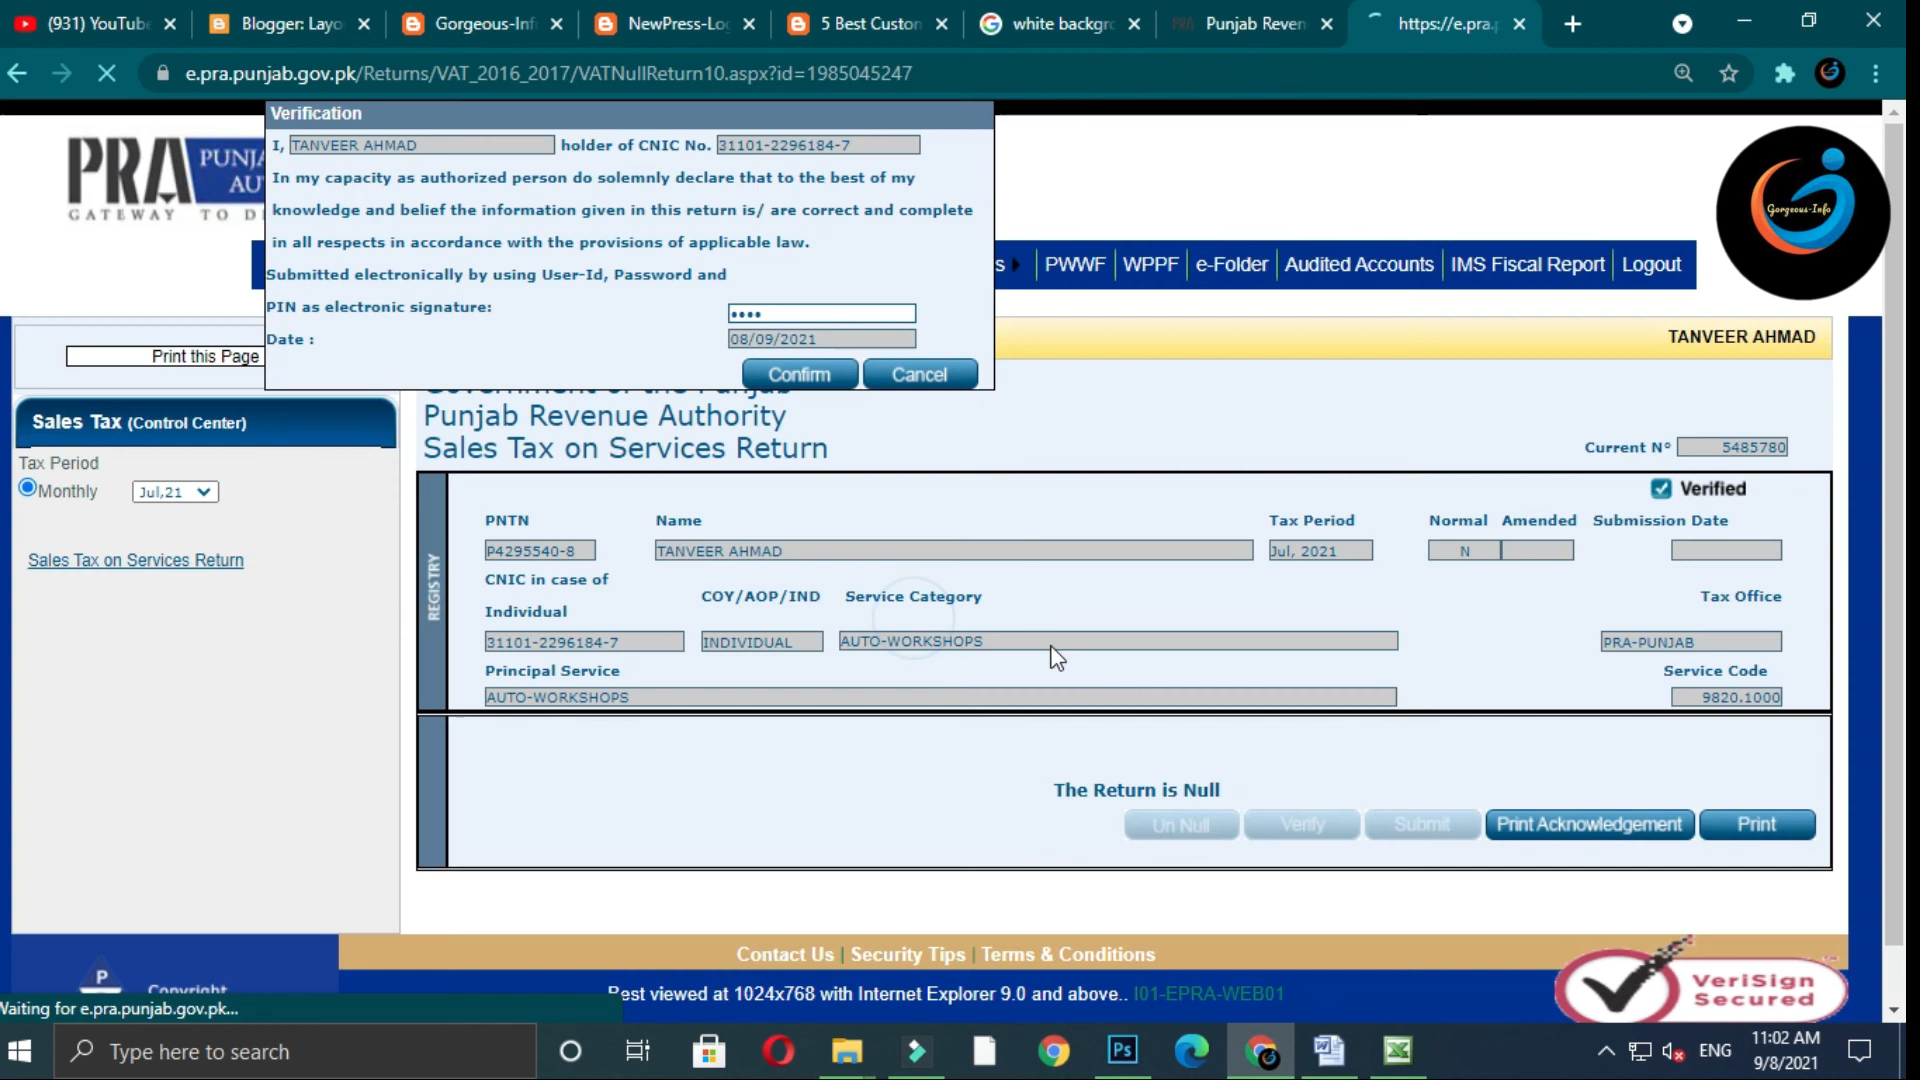 (931) YouTube
Blogger: Layo
Gorgeous-Inf
NewPress-Lo
5 Best Custom
white backgr
Punjab Reven
https://e.pra.p
e.pra.punjab.gov.pk/Returns/VAT_2016_2017/VATNullReturn10.aspx?id=1985045247
Verification
I, TANVEER AHMAD holder of CNIC No. 31101-2296184-7
In my capacity as authorized person do solemnly declare that to the best of my
knowledge and belief the information given in this return is/ are correct and complete
in all respects in accordance with the provisions of applicable law.
Submitted electronically by using User-Id, Password and
PIN as electronic signature: ••••
Date : 08/09/2021
Confirm Cancel
PRA PUNJA
AU
GATEWAY TO D
Gorgeous-Info
s PWWF WPPF e-Folder Audited Accounts IMS Fiscal Report Logout
Print this Page
TANVEER AHMAD
Sales Tax (Control Center)
Tax Period
Monthly Jul,21
Sales Tax on Services Return
Government of the Punjab
Punjab Revenue Authority
Sales Tax on Services Return
Current N° 5485780
REGISTRY
Verified
PNTN Name Tax Period Normal Amended Submission Date
P4295540-8 TANVEER AHMAD Jul, 2021 N
CNIC in case of
Individual COY/AOP/IND Service Category Tax Office
31101-2296184-7 INDIVIDUAL AUTO-WORKSHOPS PRA-PUNJAB
Principal Service Service Code
AUTO-WORKSHOPS 9820.1000
The Return is Null
Un Null Verify Submit Print Acknowledgement Print
Contact Us | Security Tips | Terms & Conditions
P
Copyright
Best viewed at 1024x768 with Internet Explorer 9.0 and above.. I01-EPRA-WEB01
VeriSign
Secured
Waiting for e.pra.punjab.gov.pk...
Type here to search
Ps
ENG
11:02 AM
9/8/2021